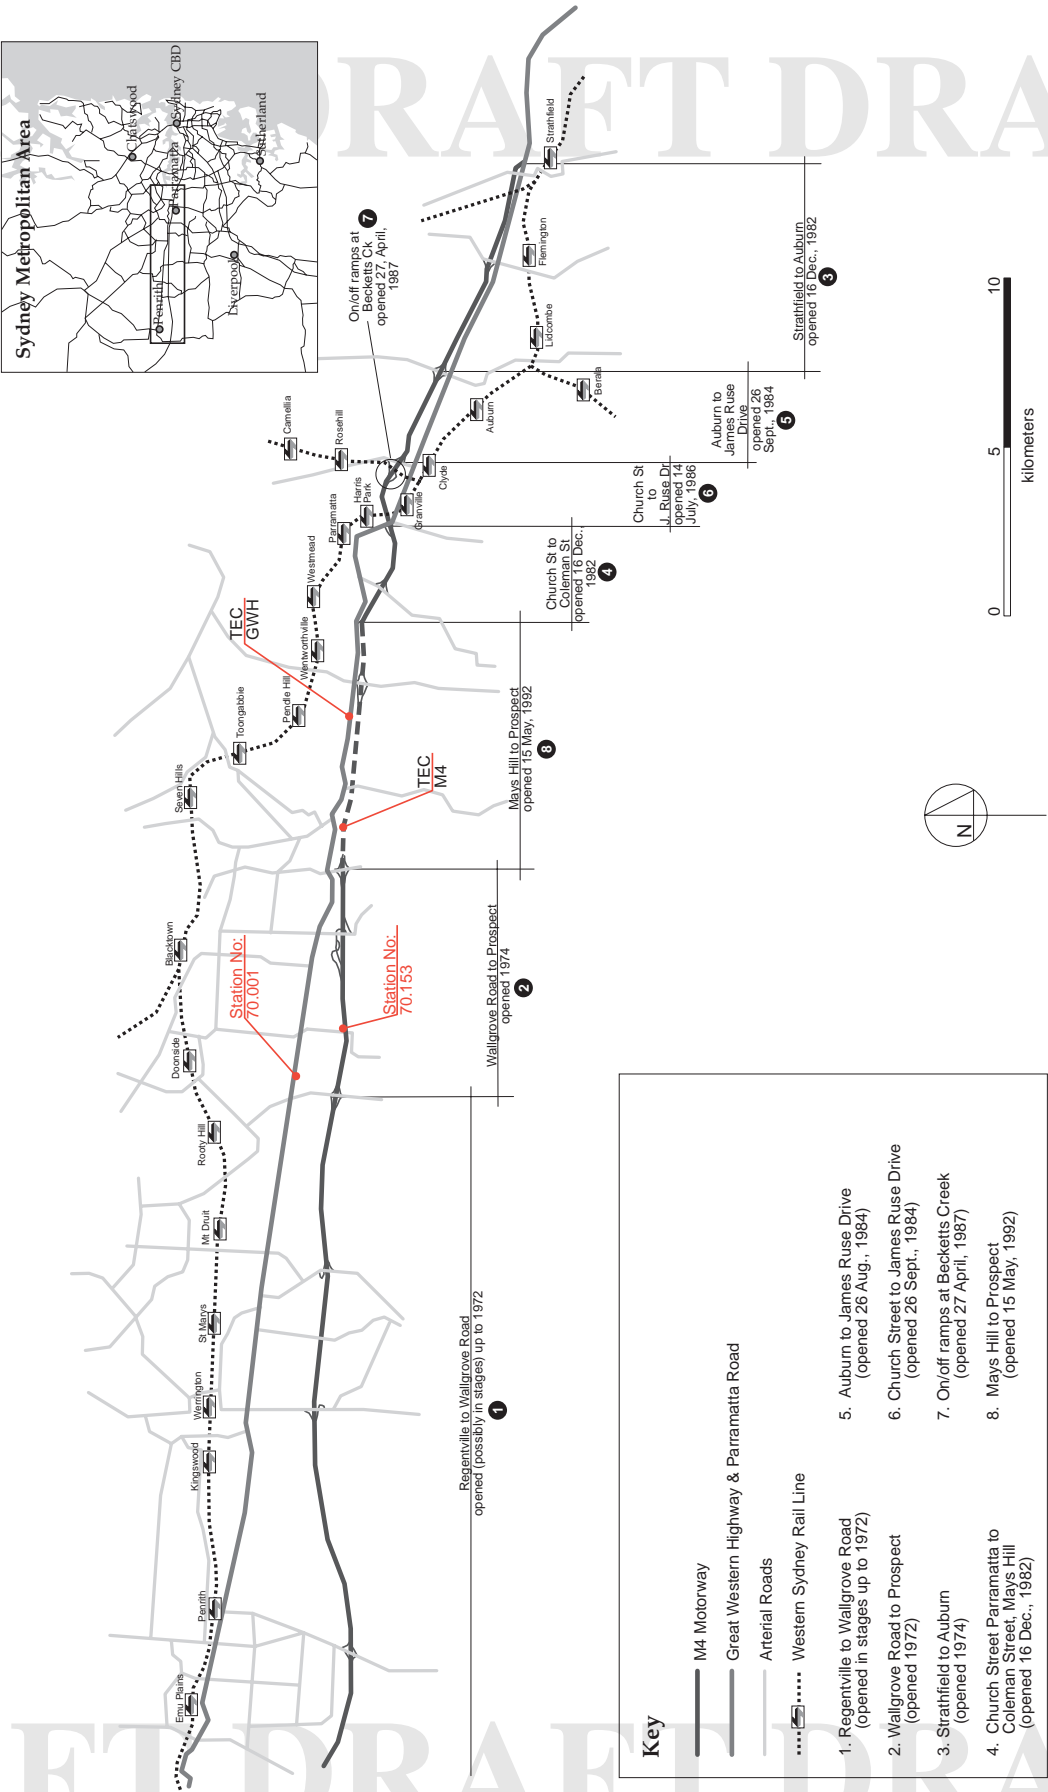 DRAFT DRA
FT DRAFT DRA
Sydney Metropolitan Area
Penrith
Parramatta
Chatswood
Sydney CBD
Liverpool
Sutherland
Emu Plains
Penrith
Kingswood
Werrington
St Marys
Mt Druit
Rooty Hill
Doonside
Blacktown
Seven Hills
Toongabbie
Pendle Hill
Wentworthville
Westmead
Parramatta
Harris
Park
Granville
Rosehill
Camellia
Clyde
Auburn
Berala
Lidcombe
Flemington
Strathfield
Station No:
70.001
Station No:
70.153
TEC
GWH
TEC
M4
On/off ramps at
Becketts Ck
opened 27, April,
1987
7
Regentville to Wallgrove Road
opened (possibly in stages) up to 1972
1
Wallgrove Road to Prospect
opened 1974
2
Mays Hill to Prospect
opened 15 May, 1992
8
Church St to
Coleman St
opened 16 Dec.,
1982
4
Church St
to
J. Ruse Dr
opened 14
July, 1986
6
Auburn to
James Ruse
Drive
opened 26
Sept., 1984
5
Strathfield to Auburn
opened 16 Dec., 1982
3
N
0
5
10
kilometers
Key
M4 Motorway
Great Western Highway & Parramatta Road
Arterial Roads
Western Sydney Rail Line
1. Regentville to Wallgrove Road
(opened in stages up to 1972)
2. Wallgrove Road to Prospect
(opened 1972)
3. Strathfield to Auburn
(opened 1974)
4. Church Street Parramatta to
Coleman Street, Mays Hill
(opened 16 Dec., 1982)
5. Auburn to James Ruse Drive
(opened 26 Aug., 1984)
6. Church Street to James Ruse Drive
(opened 26 Sept., 1984)
7. On/off ramps at Becketts Creek
(opened 27 April, 1987)
8. Mays Hill to Prospect
(opened 15 May, 1992)